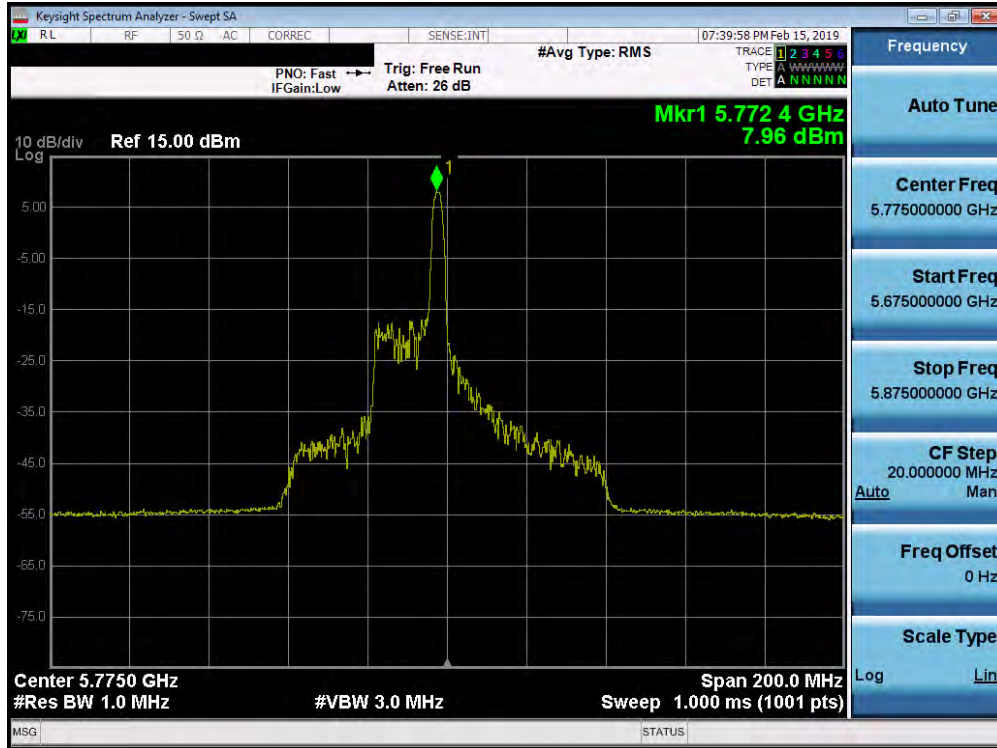 Keysight Spectrum Analyzer - Swept SA
LXI RL RF 50 Ω AC CORREC SENSE:INT 07:39:58 PM Feb 15, 2019
PNO: Fast Trig: Free Run #Avg Type: RMS TRACE 1 2 3 4 5 6
IFGain:Low Atten: 26 dB TYPE A WWWWW
DET A N N N N N
Mkr1 5.772 4 GHz
7.96 dBm
10 dB/div Ref 15.00 dBm
Log
1
5.00
-5.00
-15.0
-25.0
-35.0
-45.0
-55.0
-65.0
-75.0
Center 5.7750 GHz Span 200.0 MHz
#Res BW 1.0 MHz #VBW 3.0 MHz Sweep 1.000 ms (1001 pts)
MSG STATUS
Frequency
Auto Tune
Center Freq
5.775000000 GHz
Start Freq
5.675000000 GHz
Stop Freq
5.875000000 GHz
CF Step
20.000000 MHz
Auto Man
Freq Offset
0 Hz
Scale Type
Log Lin